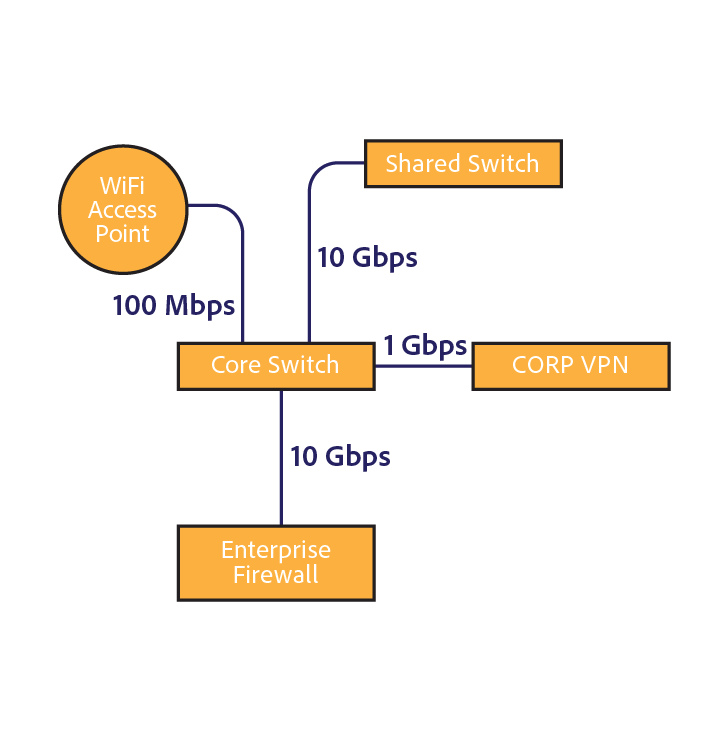 WiFi
Access
Point
Shared Switch
10 Gbps
100 Mbps
Core Switch
1 Gbps
CORP VPN
10 Gbps
Enterprise
Firewall